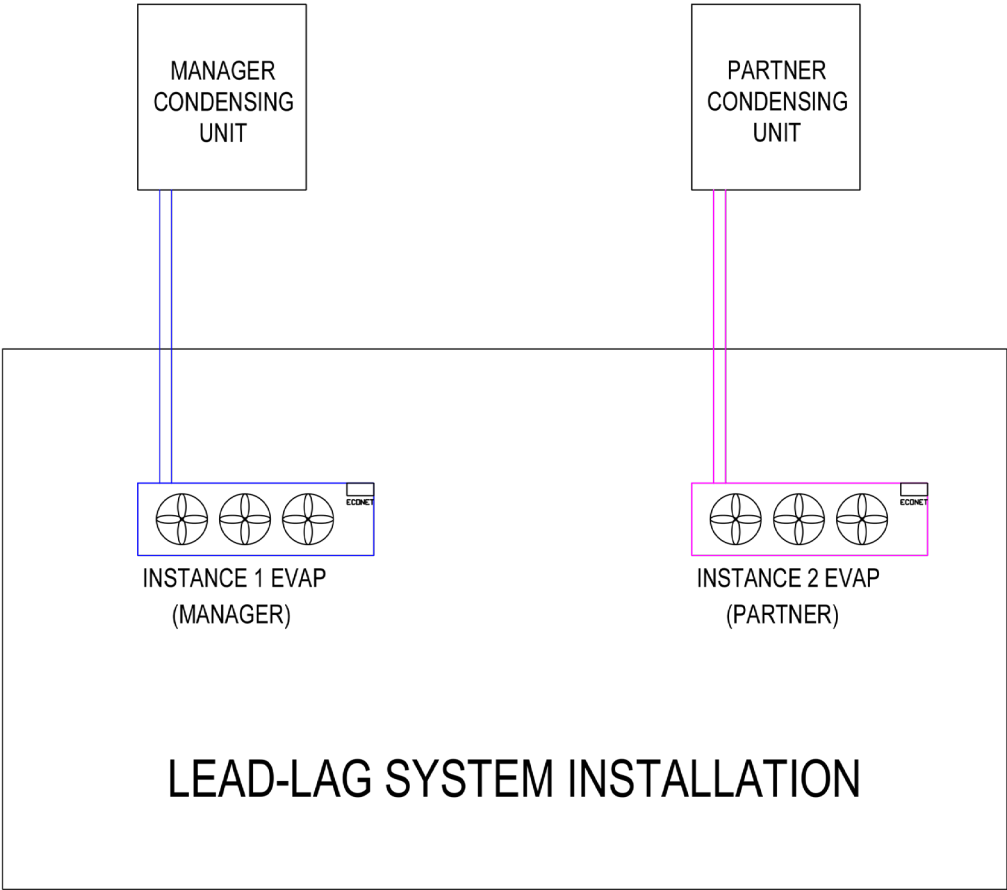 MANAGER
CONDENSING
UNIT
PARTNER
CONDENSING
UNIT
ECONET
ECONET
INSTANCE 1 EVAP
(MANAGER)
INSTANCE 2 EVAP
(PARTNER)
LEAD-LAG SYSTEM INSTALLATION